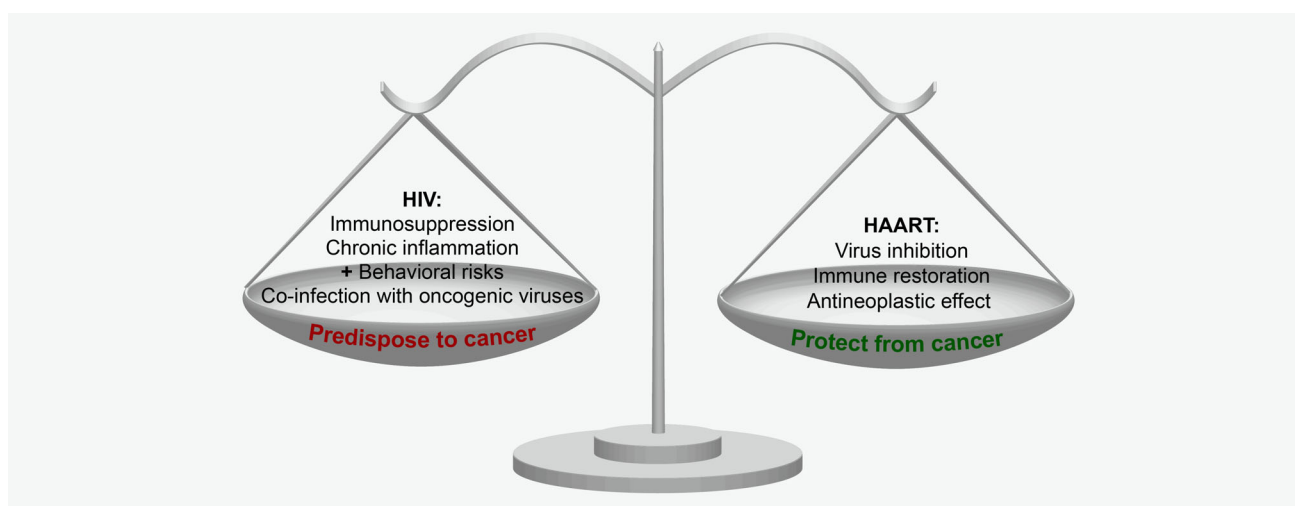 HIV:
Immunosuppression
Chronic inflammation
+ Behavioral risks
Co-infection with oncogenic viruses
Predispose to cancer
HAART:
Virus inhibition
Immune restoration
Antineoplastic effect
Protect from cancer